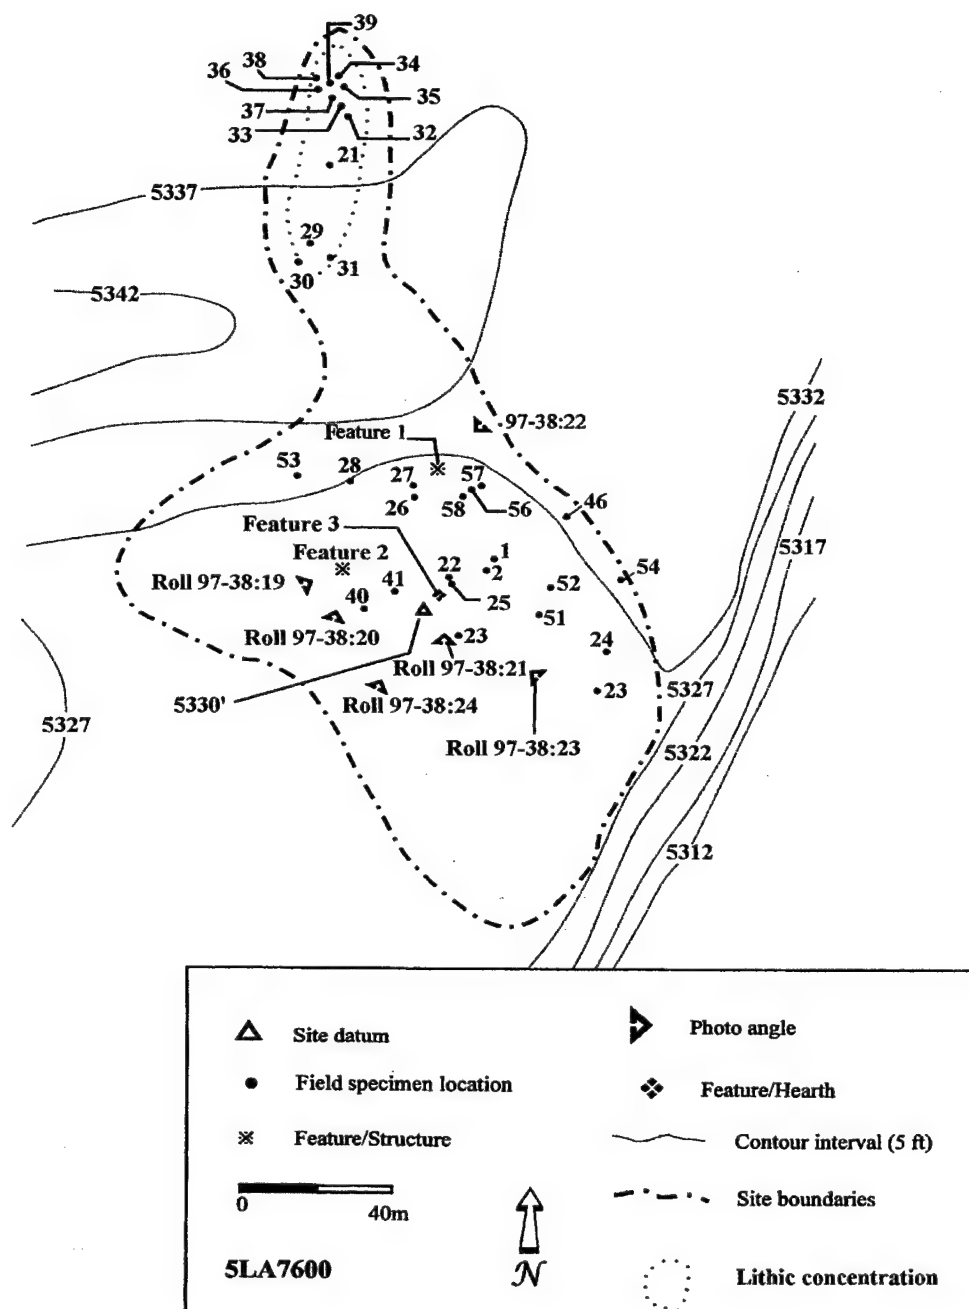 39
38
34
36
35
37
33
32
21
5337
29
30
31
5342
5332
97-38:22
Feature 1
53
28
27
57
26
58
56
46
Feature 3
5317
1
Feature 2
22
2
54
Roll 97-38:19
41
52
40
25
51
Roll 97-38:20
23
24
Roll 97-38:21
5330'
Roll 97-38:24
23
5327
5327
Roll 97-38:23
5322
5312
Site datum
Photo angle
Field specimen location
Feature/Hearth
Feature/Structure
Contour interval (5 ft)
0
40m
Site boundaries
5LA7600
N
Lithic concentration